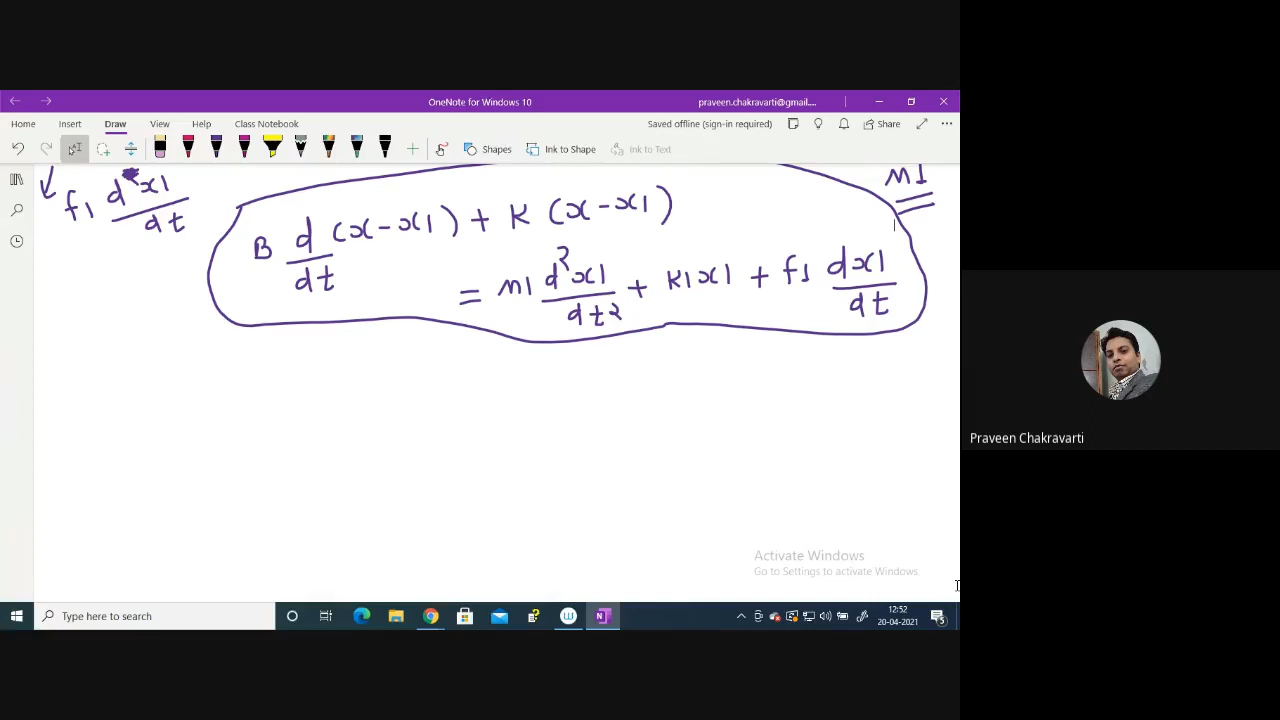 OneNote for Windows 10
praveen.chakravarti@gmail....
Home Insert Draw View Help Class Notebook
Saved offline (sign-in required)
Share
Shapes
Ink to Shape
Ink to Text
M1
f1 d x1
dt
B d (x-x1) + K (x-x1)
dt
= M1 d²x1 + K1x1 + f1 dx1
dt2 dt
Praveen Chakravarti
Activate Windows
Go to Settings to activate Windows.
Type here to search
12:52
20-04-2021
5